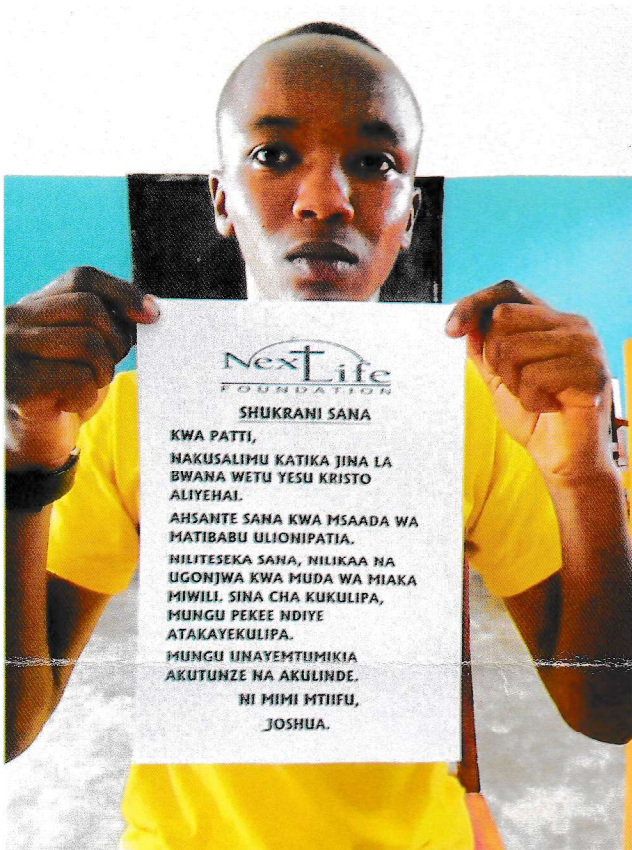 Next Life
FOUNDATION
SHUKRANI SANA
KWA PATTI,
NAKUSALIMU KATIKA JINA LA
BWANA WETU YESU KRISTO
ALIYEHAI.
AHSANTE SANA KWA MSAADA WA
MATIBABU ULIONIPATIA.
NILITESEKA SANA, NILIKAA NA
UGONJWA KWA MUDA WA MIAKA
MIWILI. SINA CHA KUKULIPA,
MUNGU PEKEE NDIYE
ATAKAYEKULIPA.
MUNGU UNAYEMTUMIKIA
AKUTUNZE NA AKULINDE.
NI MIMI MTIIFU,
JOSHUA.